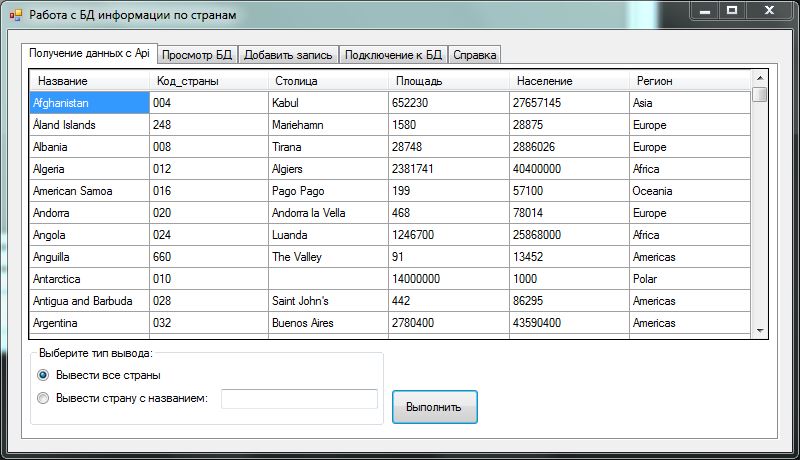 Работа с БД информации по странам
Получение данных с Api Просмотр БД Добавить запись Подключение к БД Справка
Название Код_страны Столица Площадь Население Регион
Afghanistan 004 Kabul 652230 27657145 Asia
Åland Islands 248 Mariehamn 1580 28875 Europe
Albania 008 Tirana 28748 2886026 Europe
Algeria 012 Algiers 2381741 40400000 Africa
American Samoa 016 Pago Pago 199 57100 Oceania
Andorra 020 Andorra la Vella 468 78014 Europe
Angola 024 Luanda 1246700 25868000 Africa
Anguilla 660 The Valley 91 13452 Americas
Antarctica 010 14000000 1000 Polar
Antigua and Barbuda 028 Saint John's 442 86295 Americas
Argentina 032 Buenos Aires 2780400 43590400 Americas
Выберите тип вывода:
Вывести все страны
Вывести страну с названием:
Выполнить